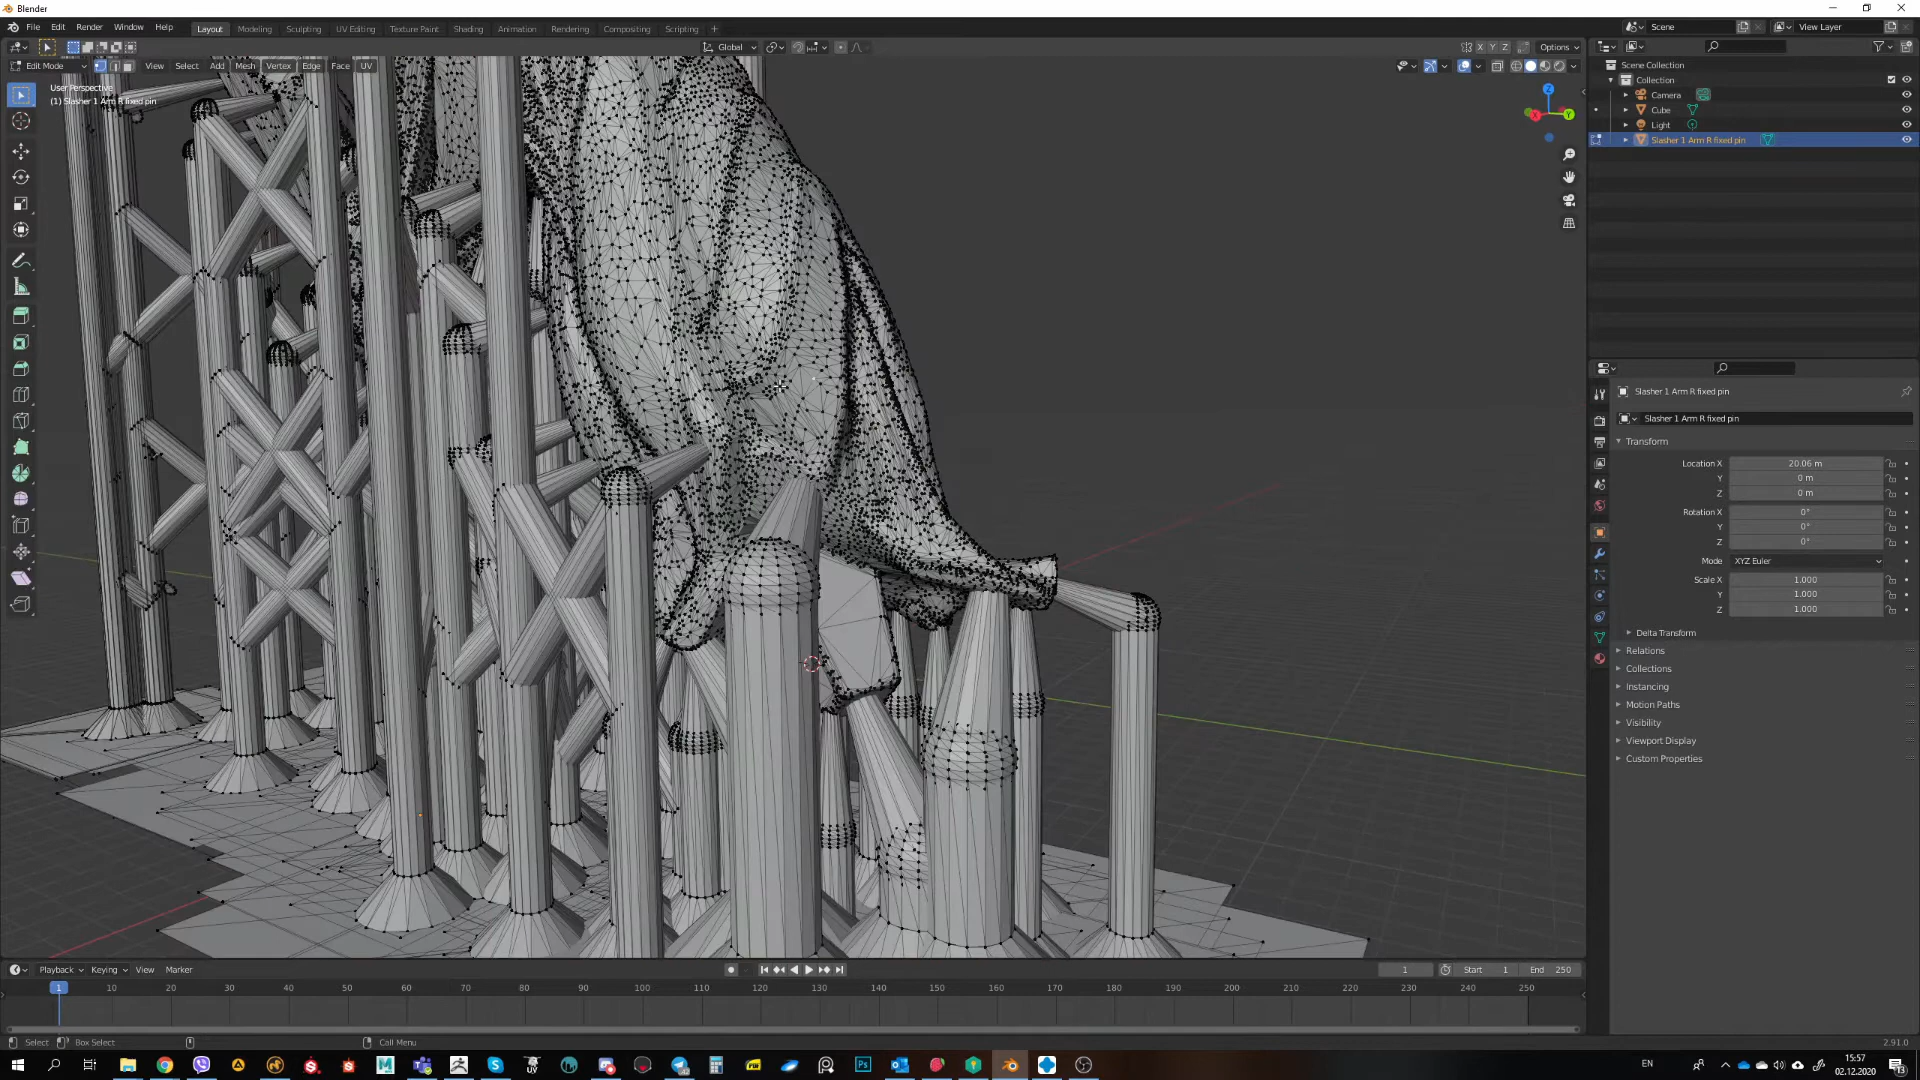 Blender
File Edit Render Window Help
Layout Modeling Sculpting UV Editing Texture Paint Shading Animation Rendering Compositing Scripting +
Scene
View Layer
Global
X Y Z
Options
Edit Mode View Select Add Mesh Vertex Edge Face UV
User Perspective
(1) Slasher 1 Arm R fixed pin
Z
X
Y
Scene Collection
Collection
Camera
Cube
Light
Slasher 1 Arm R fixed pin
Slasher 1 Arm R fixed pin
Slasher 1 Arm R fixed pin
Transform
Location X 20.06 m
Y 0 m
Z 0 m
Rotation X 0°
Y 0°
Z 0°
Mode XYZ Euler
Scale X 1.000
Y 1.000
Z 1.000
Delta Transform
Relations
Collections
Instancing
Motion Paths
Visibility
Viewport Display
Custom Properties
Playback Keying View Marker
1 Start 1 End 250
1 10 20 30 40 50 60 70 80 90 100 110 120 130 140 150 160 170 180 190 200 210 220 230 240 250
Select Box Select Call Menu 2.91.0
UV
Ps
EN
15:57
02.12.2020